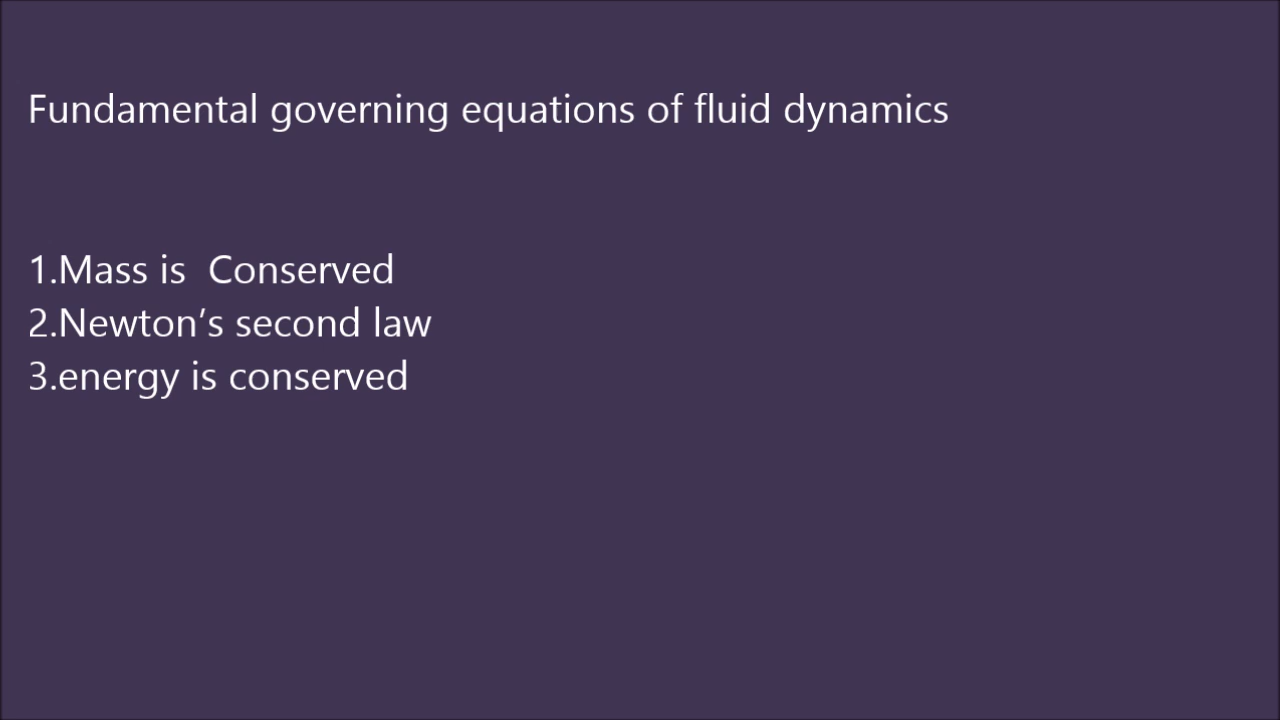 Fundamental governing equations of fluid dynamics
1.Mass is  Conserved
2.Newton’s second law
3.energy is conserved